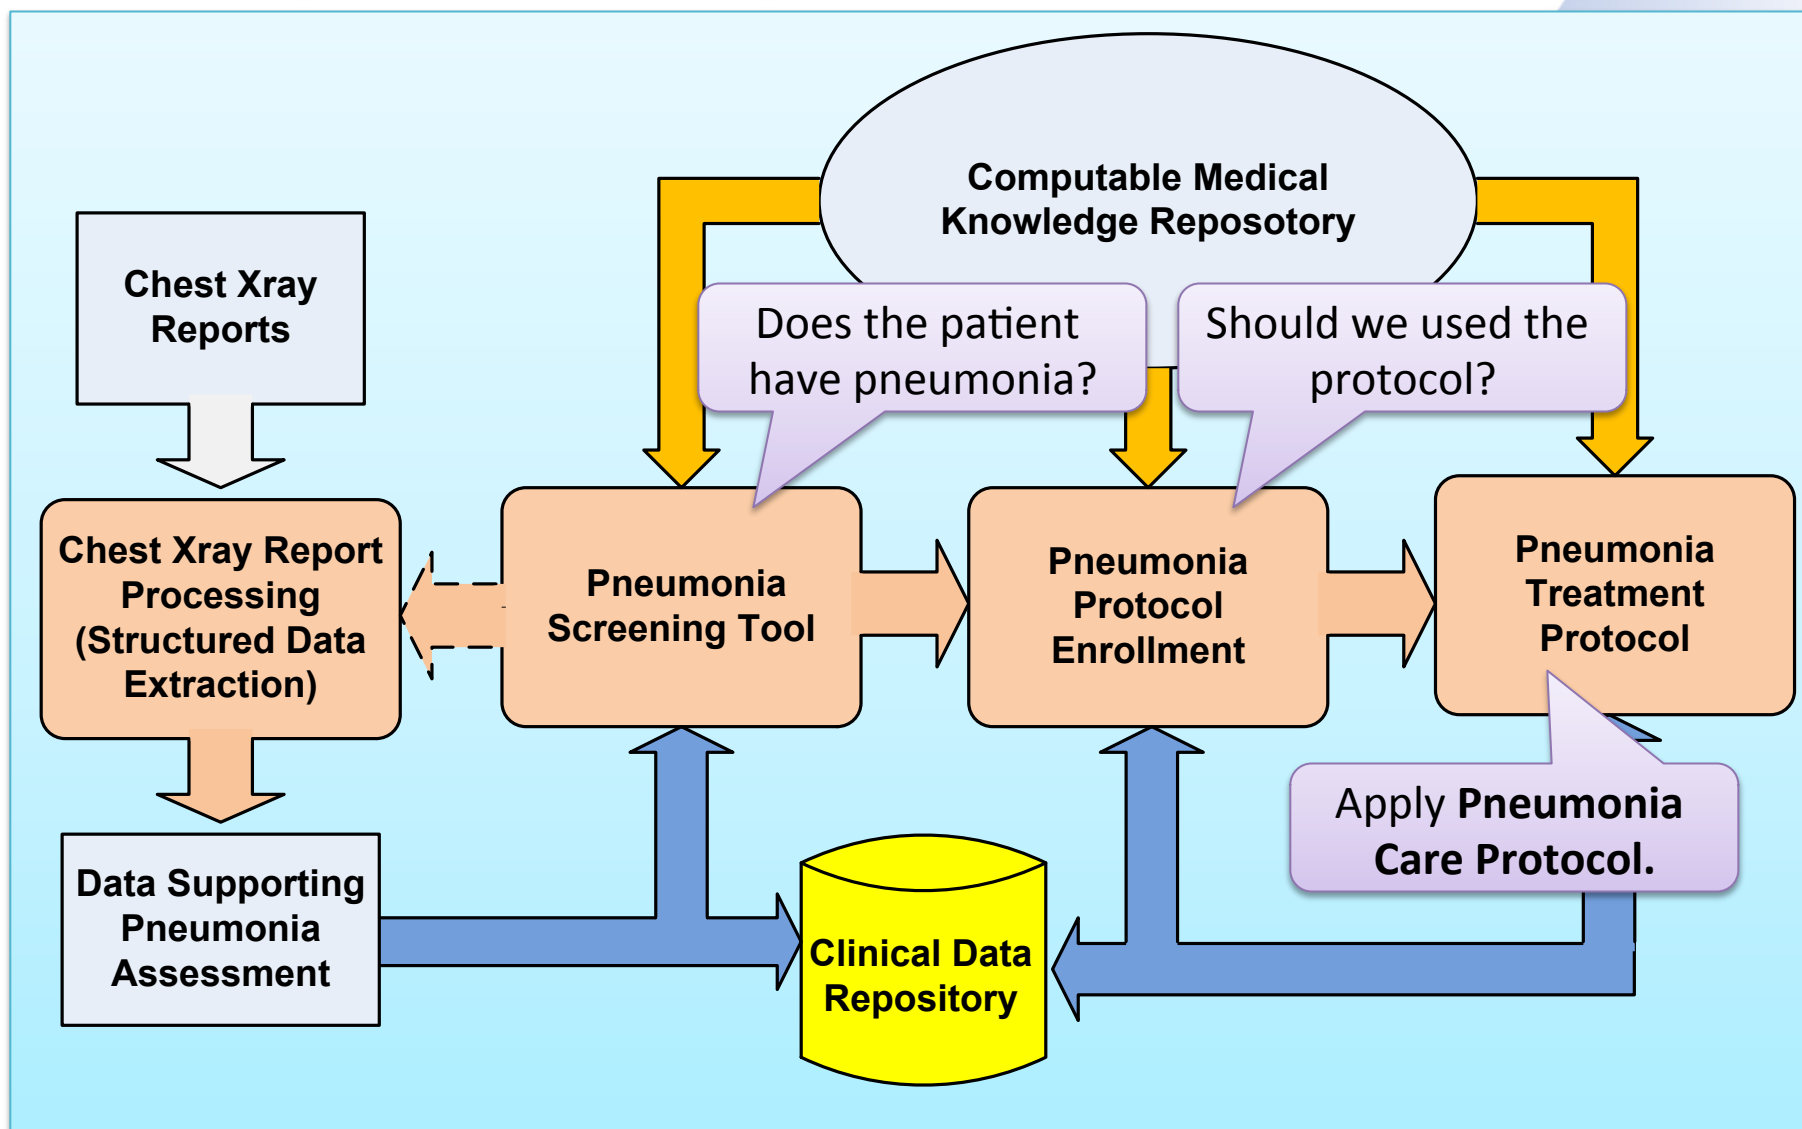 Computable Medical
Knowledge Reposotory
Chest Xray
Reports
Does the patient
have pneumonia?
Should we used the
protocol?
Chest Xray Report
Processing
(Structured Data
Extraction)
Pneumonia
Screening Tool
Pneumonia
Protocol
Enrollment
Pneumonia
Treatment
Protocol
Apply Pneumonia
Care Protocol.
Data Supporting
Pneumonia
Assessment
Clinical Data
Repository